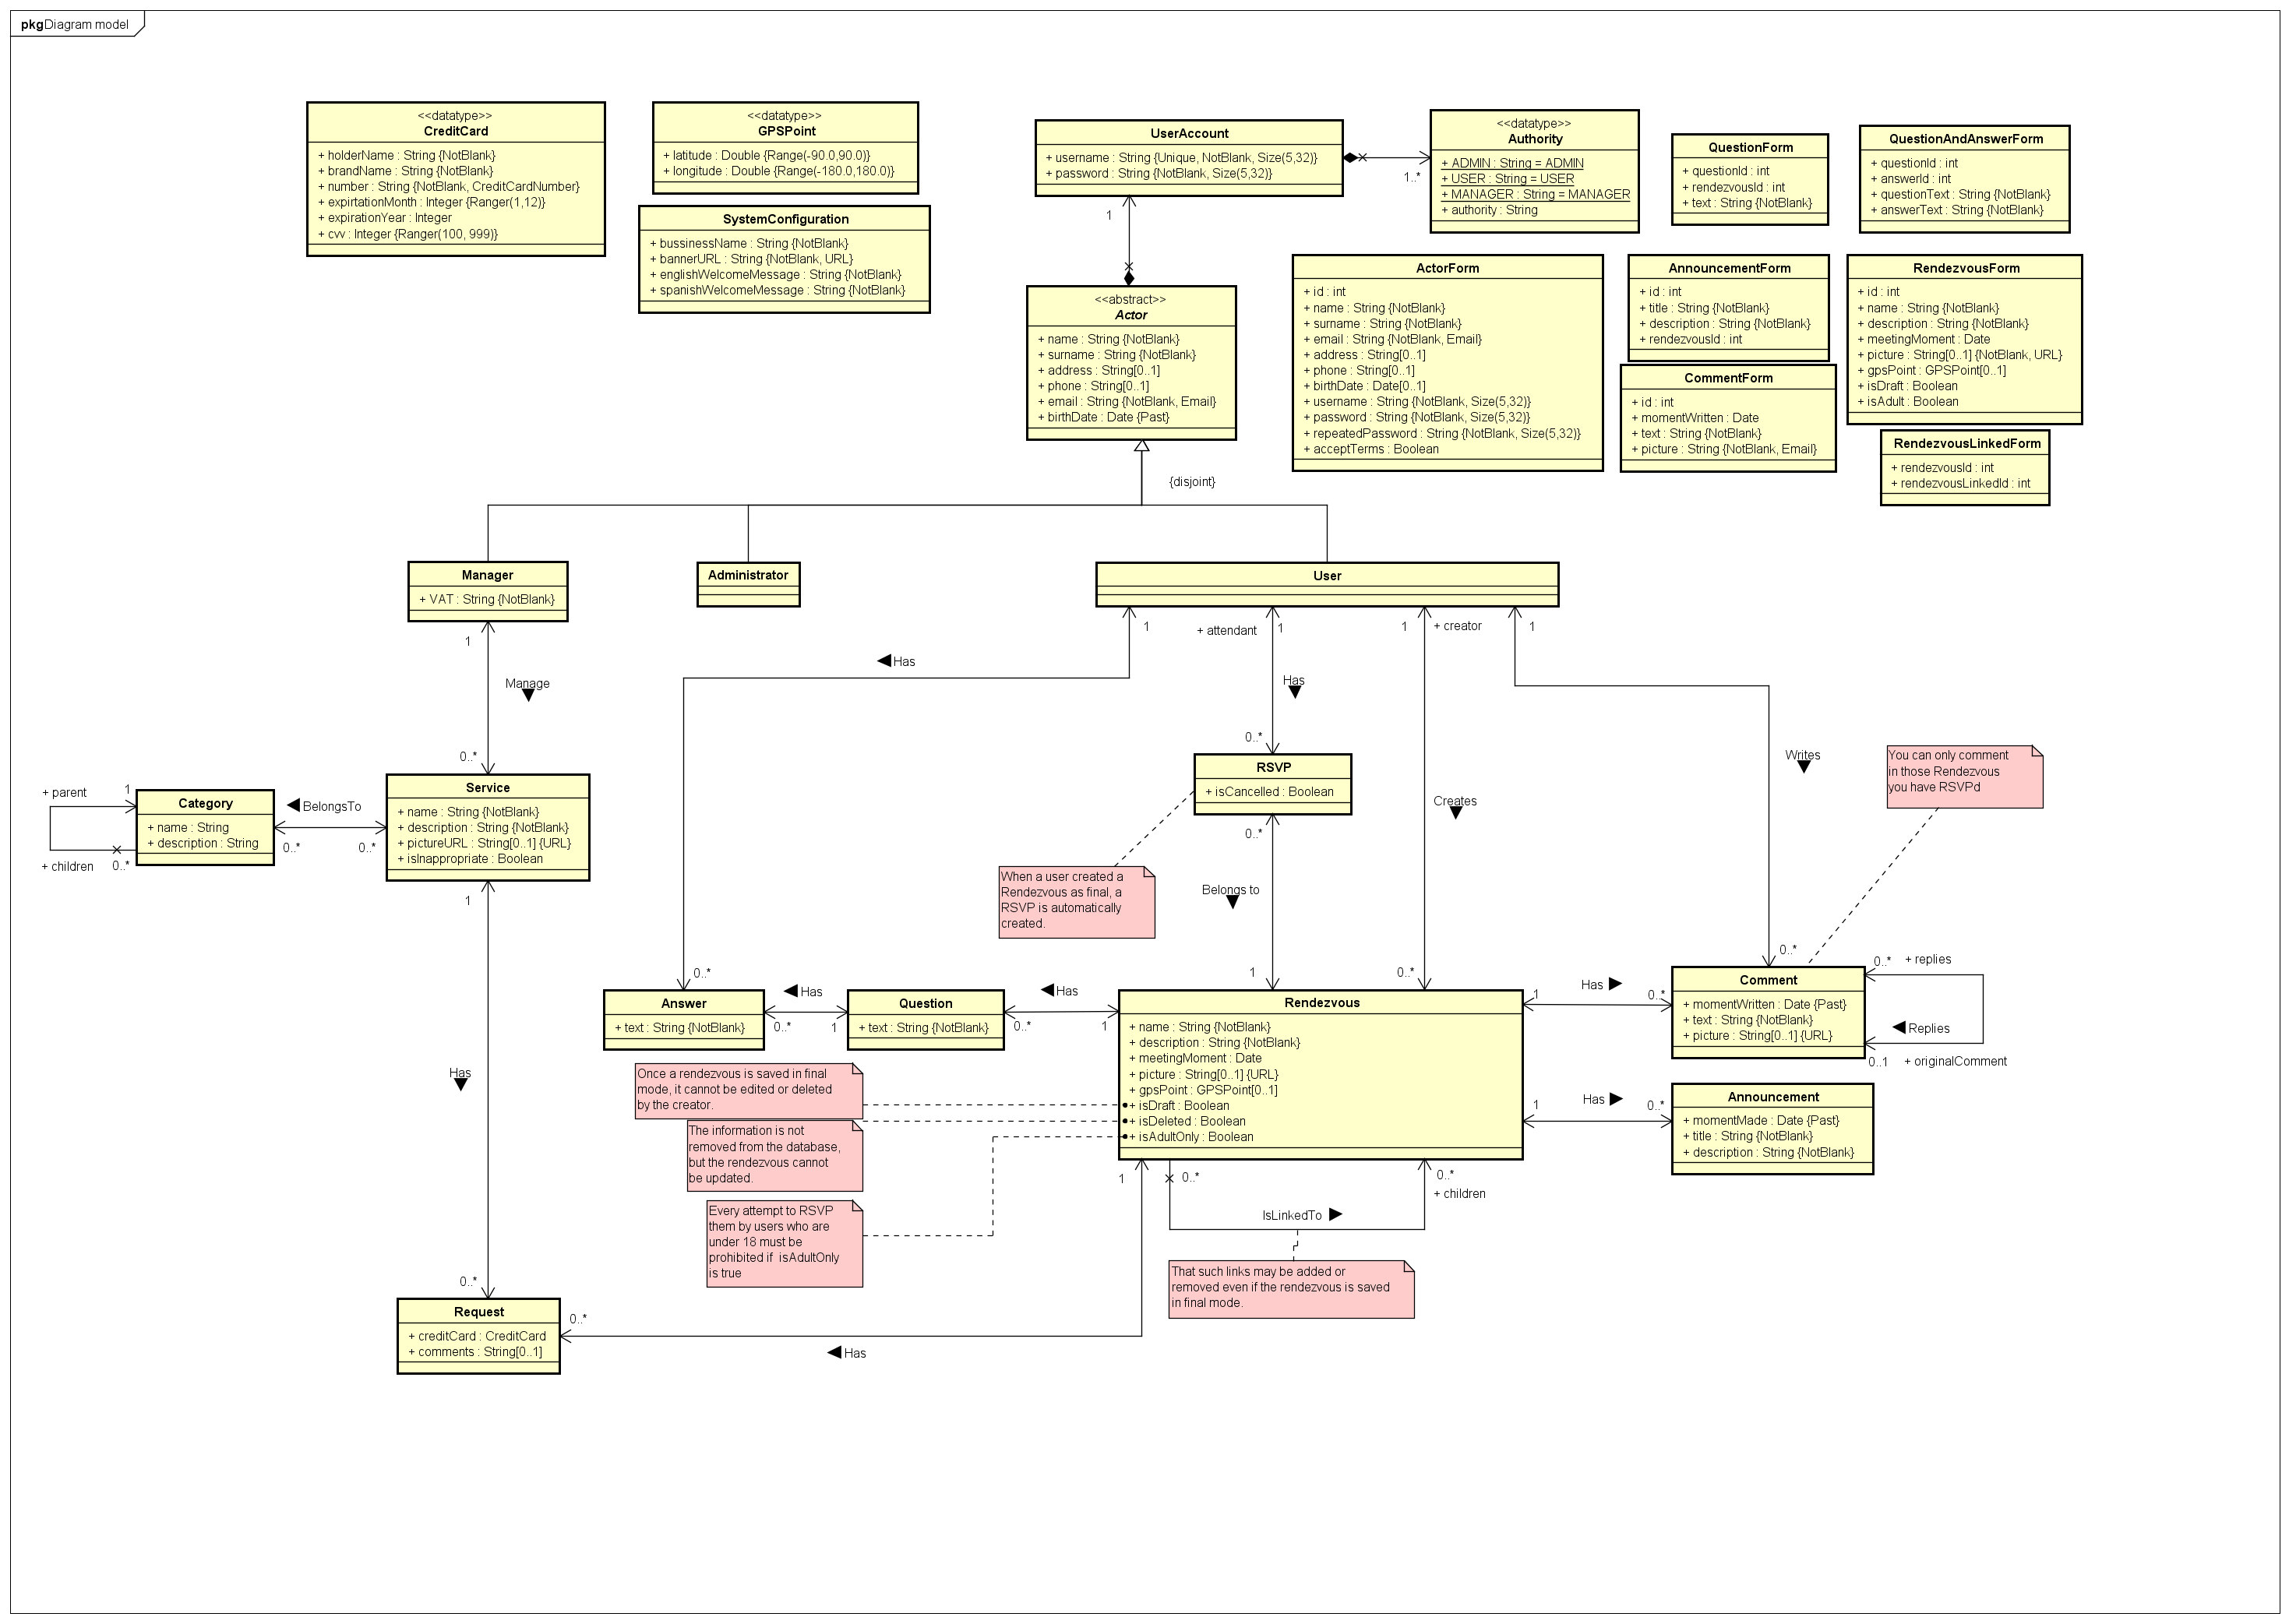 pkg Diagram model
<<datatype>>
CreditCard
+ holderName : String {NotBlank}
+ brandName : String {NotBlank}
+ number : String {NotBlank, CreditCardNumber}
+ expirtationMonth : Integer {Ranger(1,12)}
+ expirationYear : Integer
+ cvv : Integer {Ranger(100, 999)}
<<datatype>>
GPSPoint
+ latitude : Double {Range(-90.0,90.0)}
+ longitude : Double {Range(-180.0,180.0)}
SystemConfiguration
+ bussinessName : String {NotBlank}
+ bannerURL : String {NotBlank, URL}
+ englishWelcomeMessage : String {NotBlank}
+ spanishWelcomeMessage : String {NotBlank}
UserAccount
+ username : String {Unique, NotBlank, Size(5,32)}
+ password : String {NotBlank, Size(5,32)}
1..*
1
<<datatype>>
Authority
+ ADMIN : String = ADMIN
+ USER : String = USER
+ MANAGER : String = MANAGER
+ authority : String
QuestionForm
+ questionId : int
+ rendezvousId : int
+ text : String {NotBlank}
QuestionAndAnswerForm
+ questionId : int
+ answerId : int
+ questionText : String {NotBlank}
+ answerText : String {NotBlank}
<<abstract>>
Actor
+ name : String {NotBlank}
+ surname : String {NotBlank}
+ address : String[0..1]
+ phone : String[0..1]
+ email : String {NotBlank, Email}
+ birthDate : Date {Past}
ActorForm
+ id : int
+ name : String {NotBlank}
+ surname : String {NotBlank}
+ email : String {NotBlank, Email}
+ address : String[0..1]
+ phone : String[0..1]
+ birthDate : Date[0..1]
+ username : String {NotBlank, Size(5,32)}
+ password : String {NotBlank, Size(5,32)}
+ repeatedPassword : String {NotBlank, Size(5,32)}
+ acceptTerms : Boolean
AnnouncementForm
+ id : int
+ title : String {NotBlank}
+ description : String {NotBlank}
+ rendezvousId : int
CommentForm
+ id : int
+ momentWritten : Date
+ text : String {NotBlank}
+ picture : String {NotBlank, Email}
RendezvousForm
+ id : int
+ name : String {NotBlank}
+ description : String {NotBlank}
+ meetingMoment : Date
+ picture : String[0..1] {NotBlank, URL}
+ gpsPoint : GPSPoint[0..1]
+ isDraft : Boolean
+ isAdult : Boolean
RendezvousLinkedForm
+ rendezvousId : int
+ rendezvousLinkedId : int
{disjoint}
Manager
+ VAT : String {NotBlank}
Administrator
User
1
Manage
0..*
1
Has
+ attendant
1
Has
0..*
1
+ creator
Creates
0..*
1
Writes
0..*
You can only comment
in those Rendezvous
you have RSVPd
+ parent
1
+ children
0..*
Category
+ name : String
+ description : String
BelongsTo
0..*
0..*
Service
+ name : String {NotBlank}
+ description : String {NotBlank}
+ pictureURL : String[0..1] {URL}
+ isInappropriate : Boolean
1
Has
0..*
RSVP
+ isCancelled : Boolean
0..*
Belongs to
1
When a user created a
Rendezvous as final, a
RSVP is automatically
created.
0..*
Answer
+ text : String {NotBlank}
Has
0..*
1
Question
+ text : String {NotBlank}
Has
0..*
1
Rendezvous
+ name : String {NotBlank}
+ description : String {NotBlank}
+ meetingMoment : Date
+ picture : String[0..1] {URL}
+ gpsPoint : GPSPoint[0..1]
+ isDraft : Boolean
+ isDeleted : Boolean
+ isAdultOnly : Boolean
1
Has
0..*
Comment
+ momentWritten : Date {Past}
+ text : String {NotBlank}
+ picture : String[0..1] {URL}
0..*
+ replies
Replies
0..1
+ originalComment
1
Has
0..*
Announcement
+ momentMade : Date {Past}
+ title : String {NotBlank}
+ description : String {NotBlank}
Once a rendezvous is saved in final
mode, it cannot be edited or deleted
by the creator.
The information is not
removed from the database,
but the rendezvous cannot
be updated.
Every attempt to RSVP
them by users who are
under 18 must be
prohibited if isAdultOnly
is true
1
0..*
0..*
+ children
IsLinkedTo
That such links may be added or
removed even if the rendezvous is saved
in final mode.
Request
+ creditCard : CreditCard
+ comments : String[0..1]
0..*
Has